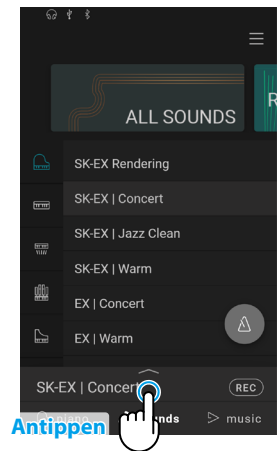 ALL SOUNDS
R
SK-EX Rendering
SK-EX | Concert
SK-EX | Jazz Clean
SK-EX | Warm
EX | Concert
EX | Warm
SK-EX | Concert
REC
Antippen
music